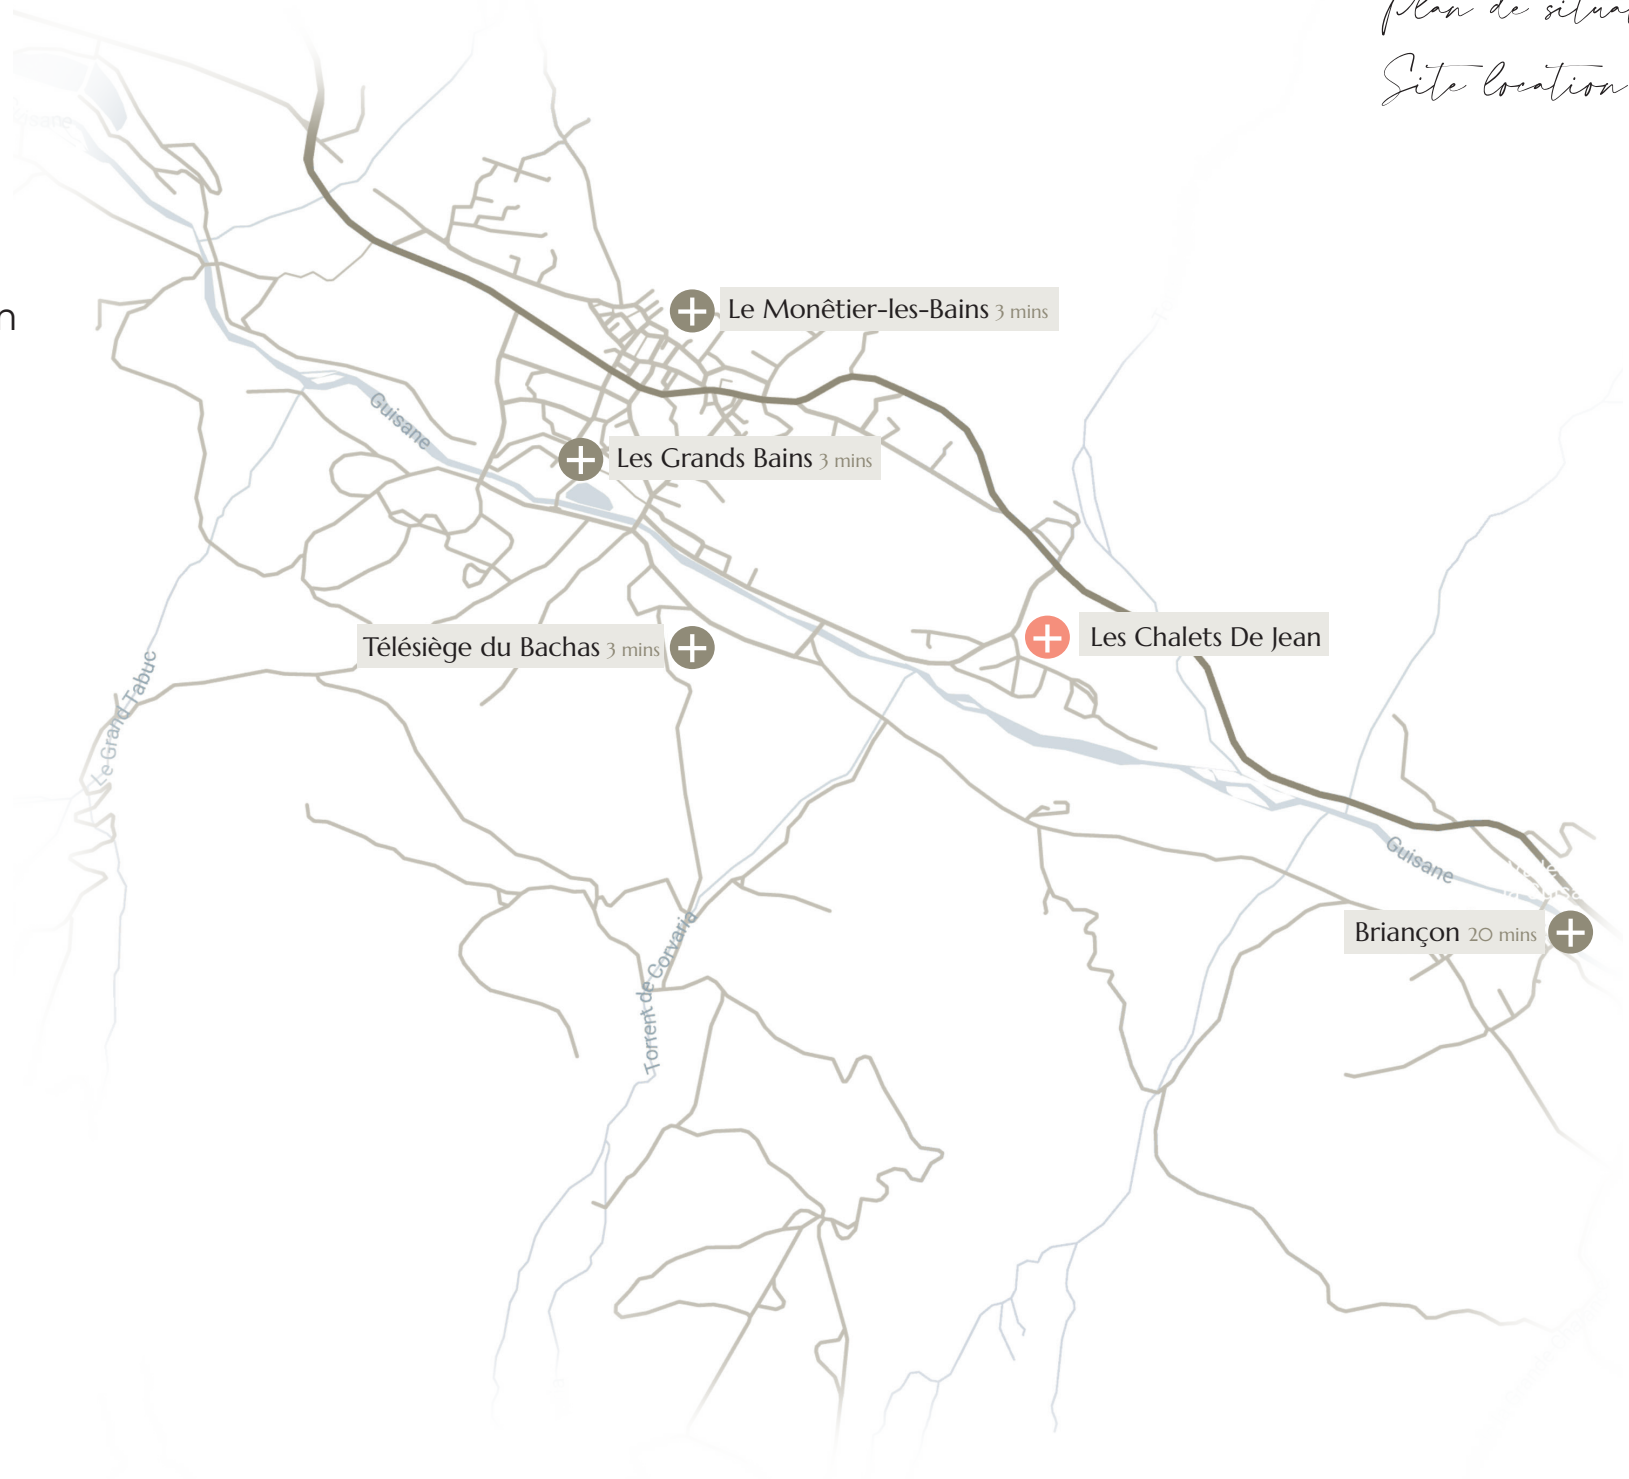 Plan de
Site location
Le Monêtier-les-Bains 3 mins
Guisane
Les Grands Bains 3 mins
Les Chalets De Jean
Télésiège du Bachas 3 mins
Le Grand Tabuc
Guisane
Briançon 20 mins
Torrent de Corvaria